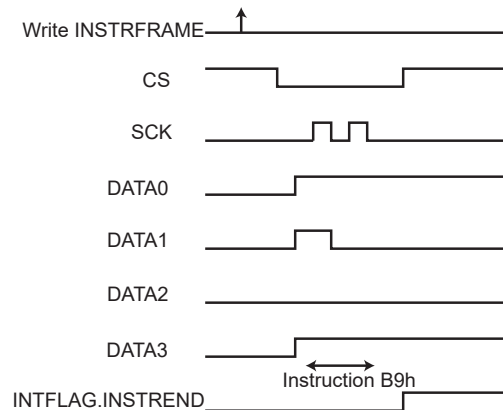 Write INSTRFRAME
CS
SCK
DATA0
DATA1
DATA2
DATA3
Instruction B9h
INTFLAG.INSTREND